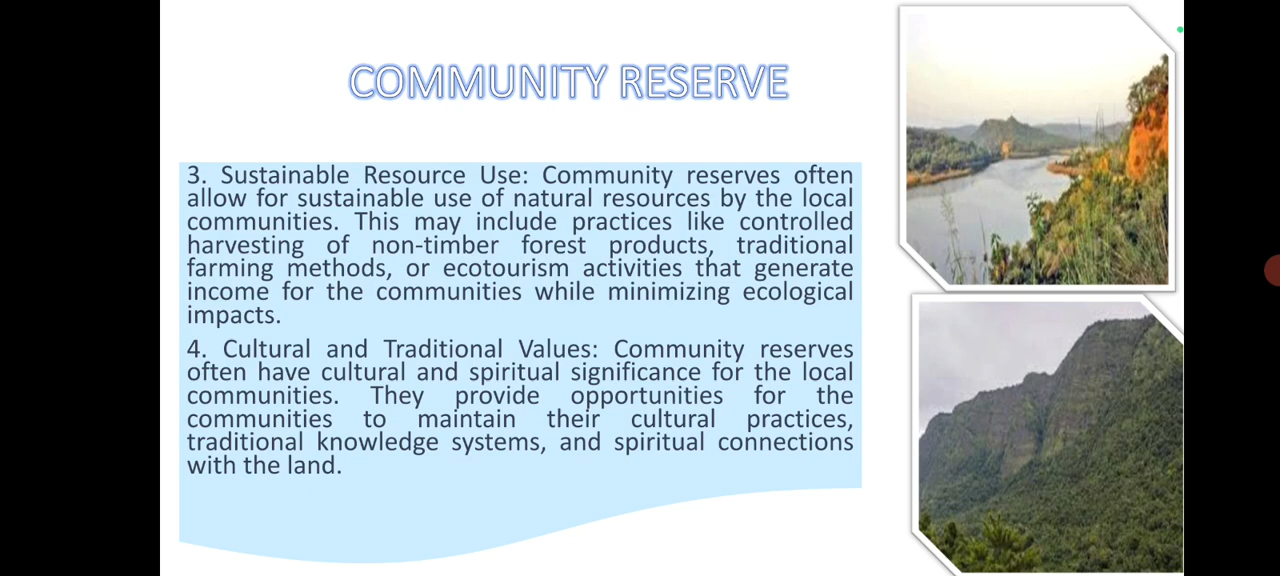 COMMUNITY RESERVE
3. Sustainable Resource Use: Community reserves often
allow for sustainable use of natural resources by the local
communities. This may include practices like controlled
harvesting of non-timber forest products, traditional
farming methods, or ecotourism activities that generate
income for the communities while minimizing ecological
impacts.
4. Cultural and Traditional Values: Community reserves
often have cultural and spiritual significance for the local
communities. They provide opportunities for the
communities to maintain their cultural practices,
traditional knowledge systems, and spiritual connections
with the land.